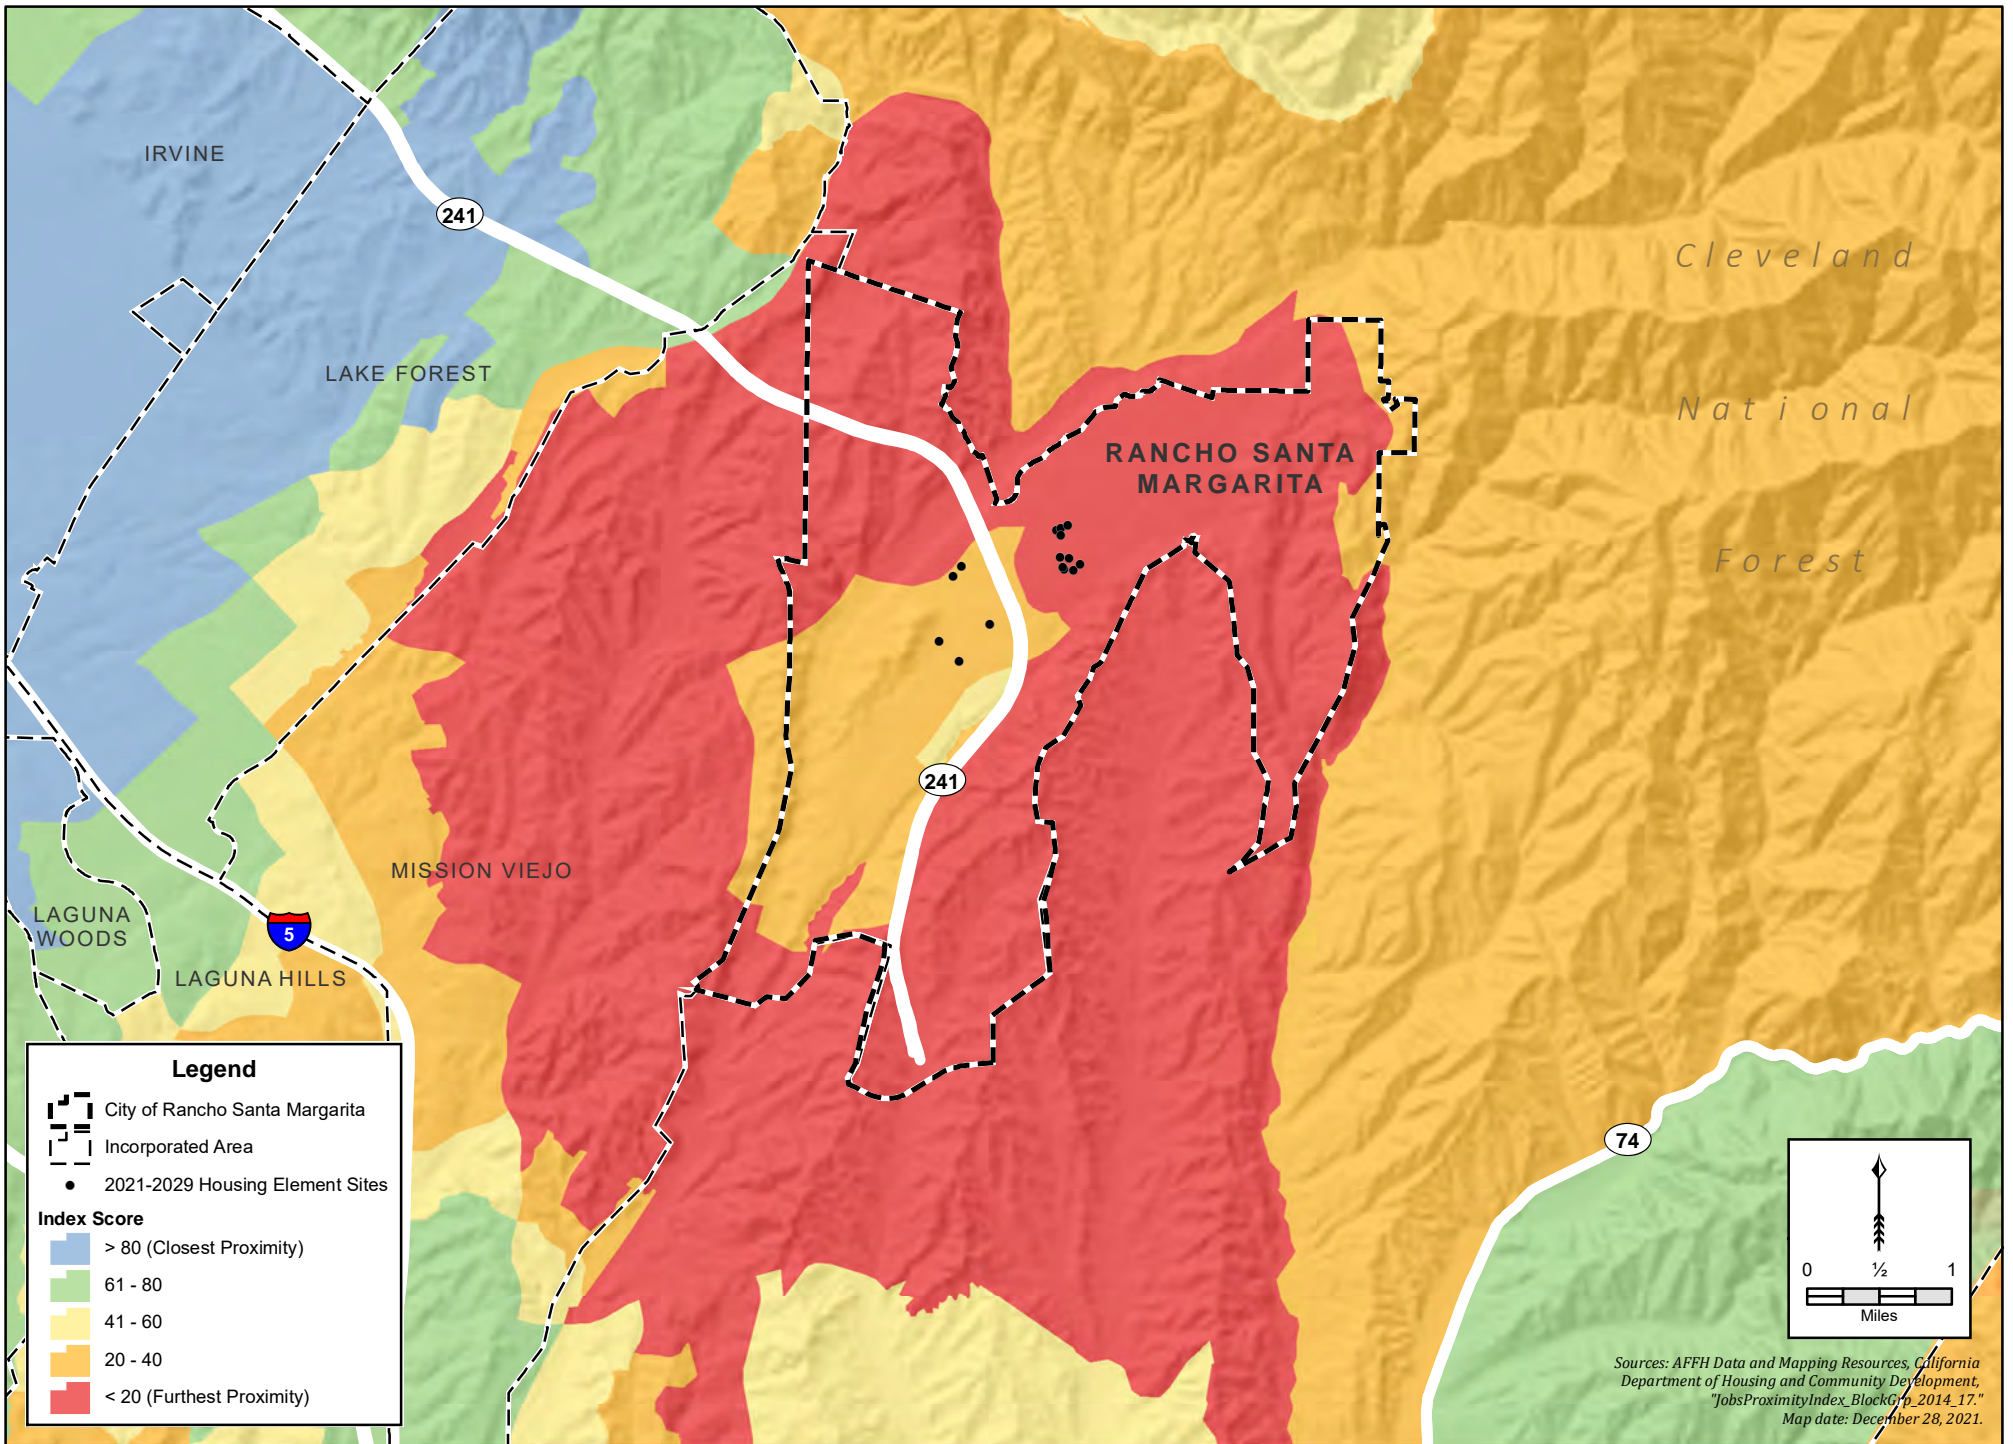 IRVINE
241
Cleveland
LAKE FOREST
National
RANCHO SANTA
MARGARITA
Forest
241
MISSION VIEJO
LAGUNA
WOODS
5
LAGUNA HILLS
74
Legend
City of Rancho Santa Margarita
Incorporated Area
2021-2029 Housing Element Sites
Index Score
> 80 (Closest Proximity)
61 - 80
41 - 60
20 - 40
< 20 (Furthest Proximity)
0 ½ 1
Miles
Sources: AFFH Data and Mapping Resources, California
Department of Housing and Community Development,
"JobsProximityIndex_BlockGrp_2014_17."
Map date: December 28, 2021.